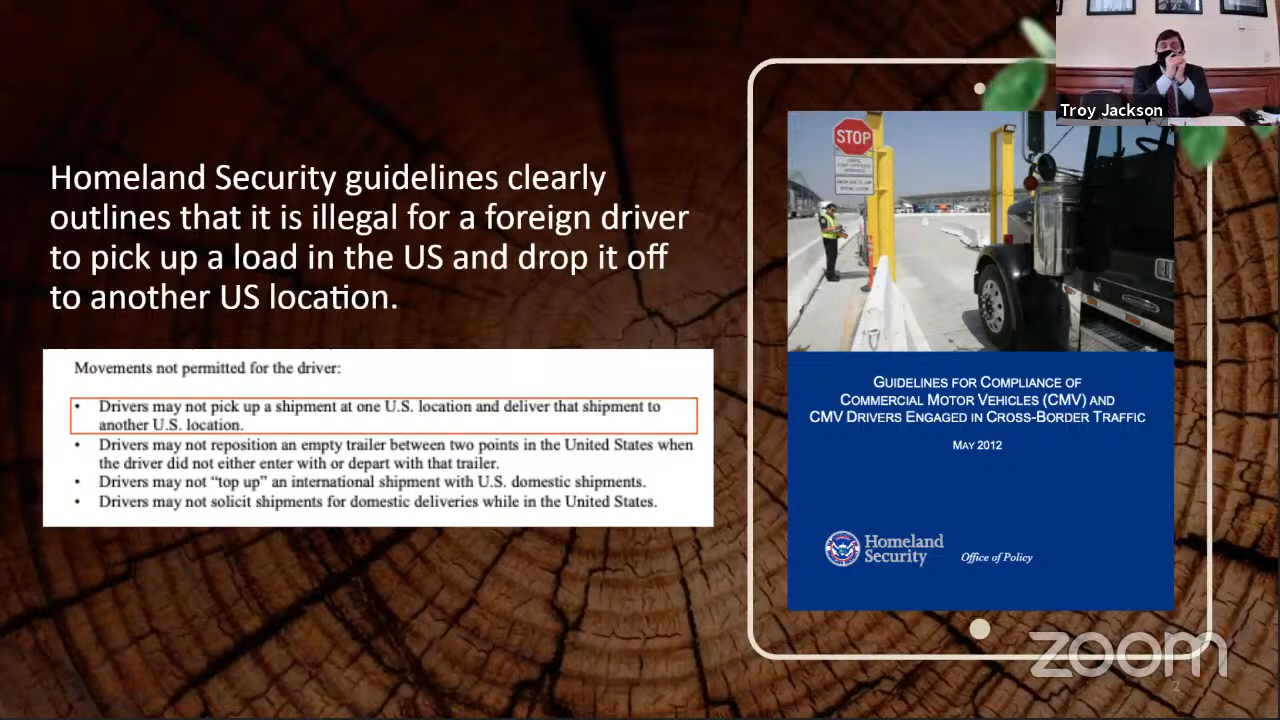 Troy Jackson
Homeland Security guidelines clearly
outlines that it is illegal for a foreign driver
to pick up a load in the US and drop it off
to another US location.
Movements not permitted for the driver:
• Drivers may not pick up a shipment at one U.S. location and deliver that shipment to
another U.S. location.
• Drivers may not reposition an empty trailer between two points in the United States when
the driver did not either enter with or depart with that trailer.
• Drivers may not “top up” an international shipment with U.S. domestic shipments.
• Drivers may not solicit shipments for domestic deliveries while in the United States.
STOP
GUIDELINES FOR COMPLIANCE OF
COMMERCIAL MOTOR VEHICLES (CMV) AND
CMV DRIVERS ENGAGED IN CROSS-BORDER TRAFFIC
MAY 2012
Homeland
Security
Office of Policy
zoom
2